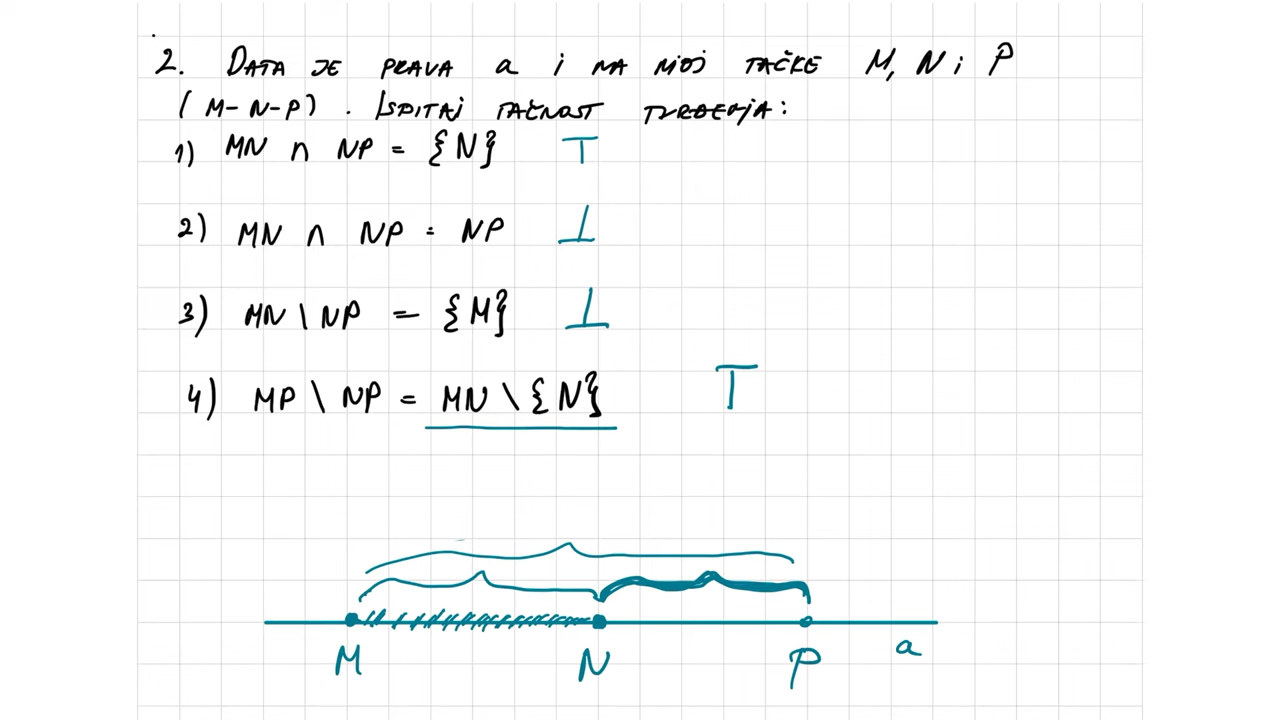 2. DATA JE PRAVA a i NA NJOJ TAČKE M, N i P
(M-N-P). ISPITAJ TAČNOST TVRĐENJA:
1) MN ∩ NP = {N} T
2) MN ∩ NP = NP ⊥
3) MN \ NP = {M} ⊥
4) MP \ NP = MN \ {N} T
M N P a